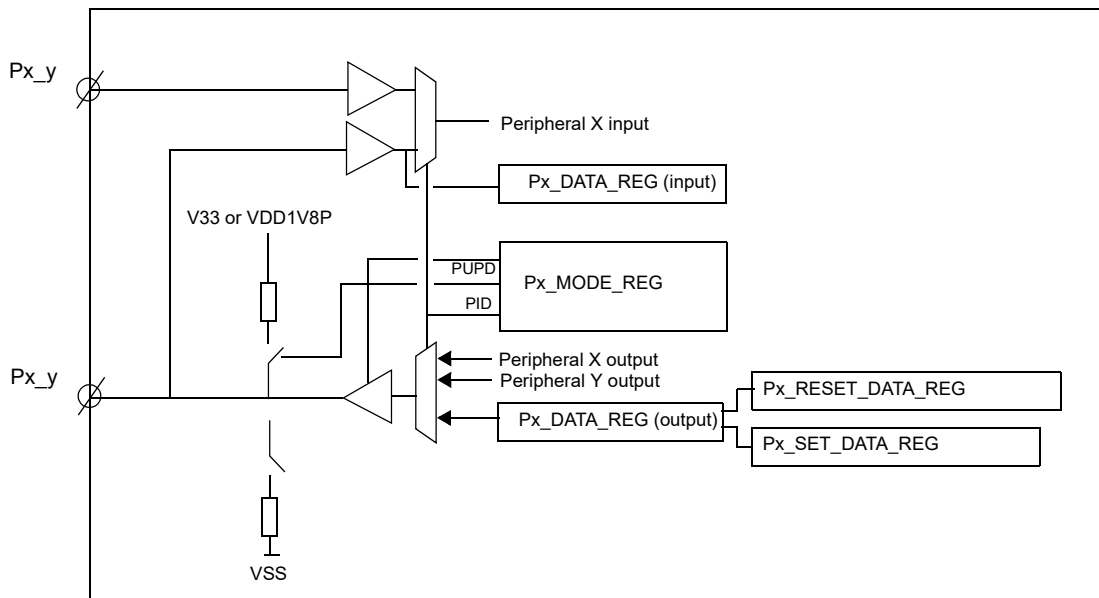 Px_y
Peripheral X input
Px_DATA_REG (input)
V33 or VDD1V8P
PUPD
Px_MODE_REG
PID
Peripheral X output
Px_y
Peripheral Y output
Px_RESET_DATA_REG
Px_DATA_REG (output)
Px_SET_DATA_REG
VSS